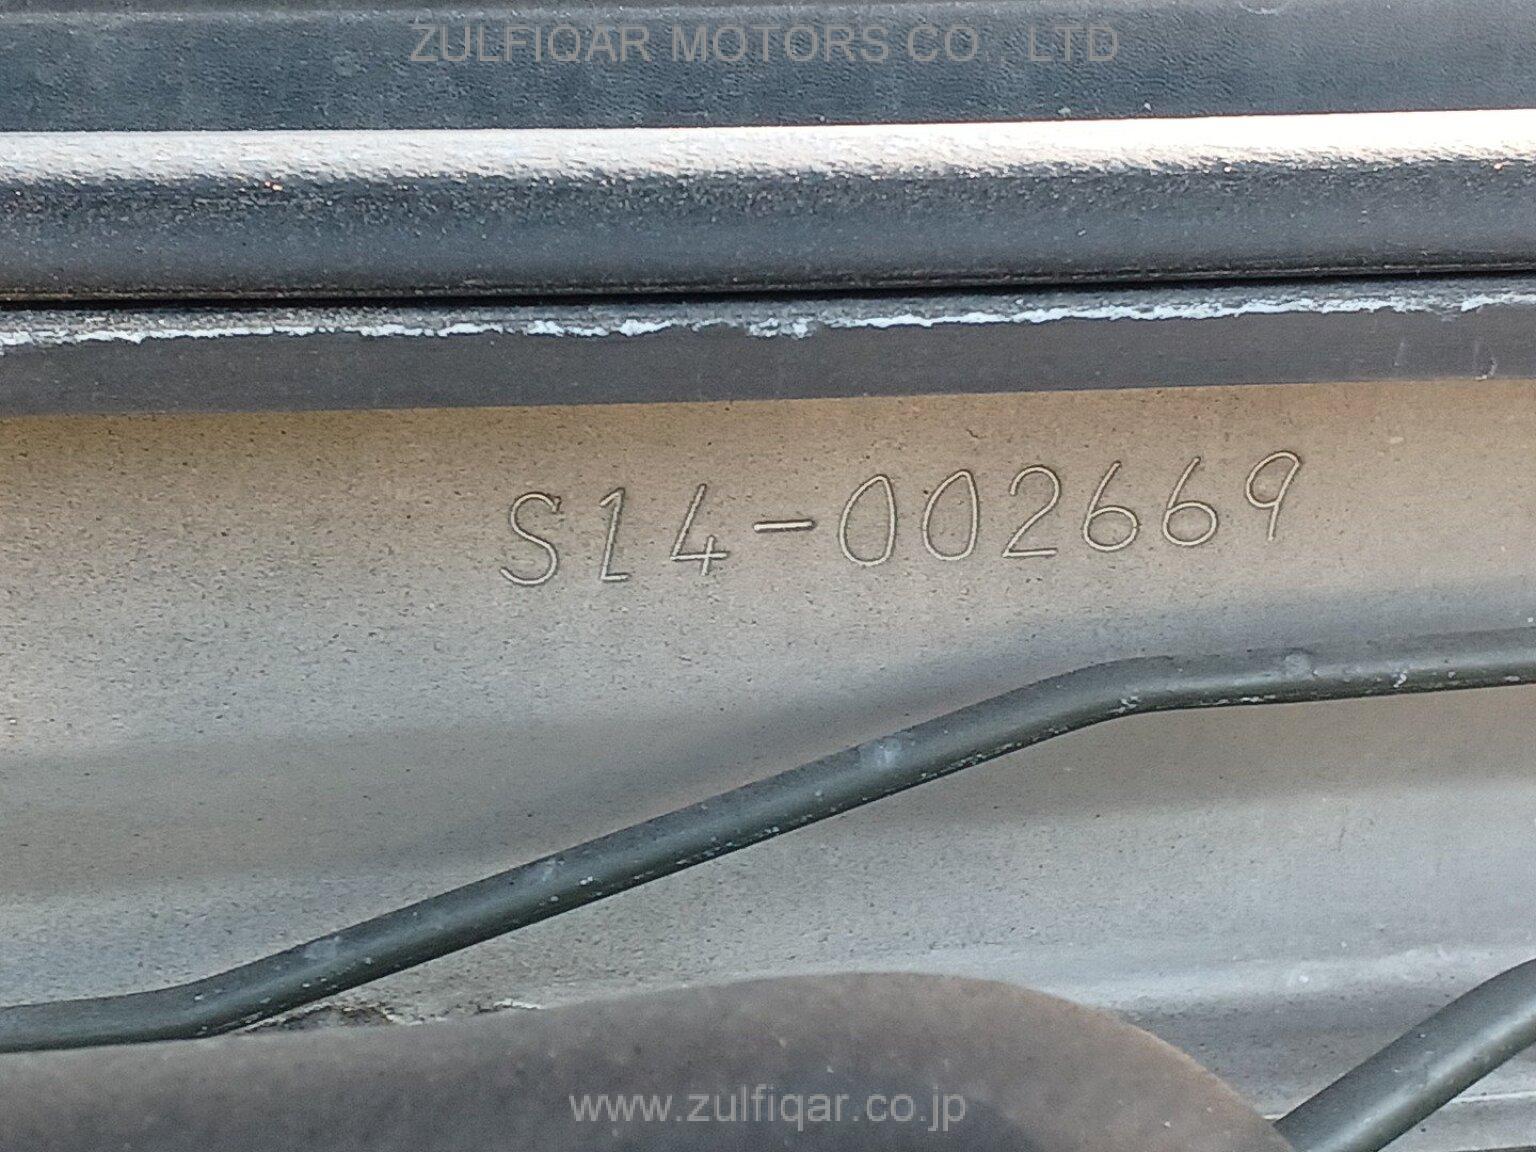 ZULFIQAR MOTORS CO., LTD
S14-002669
www.zulfiqar.co.jp